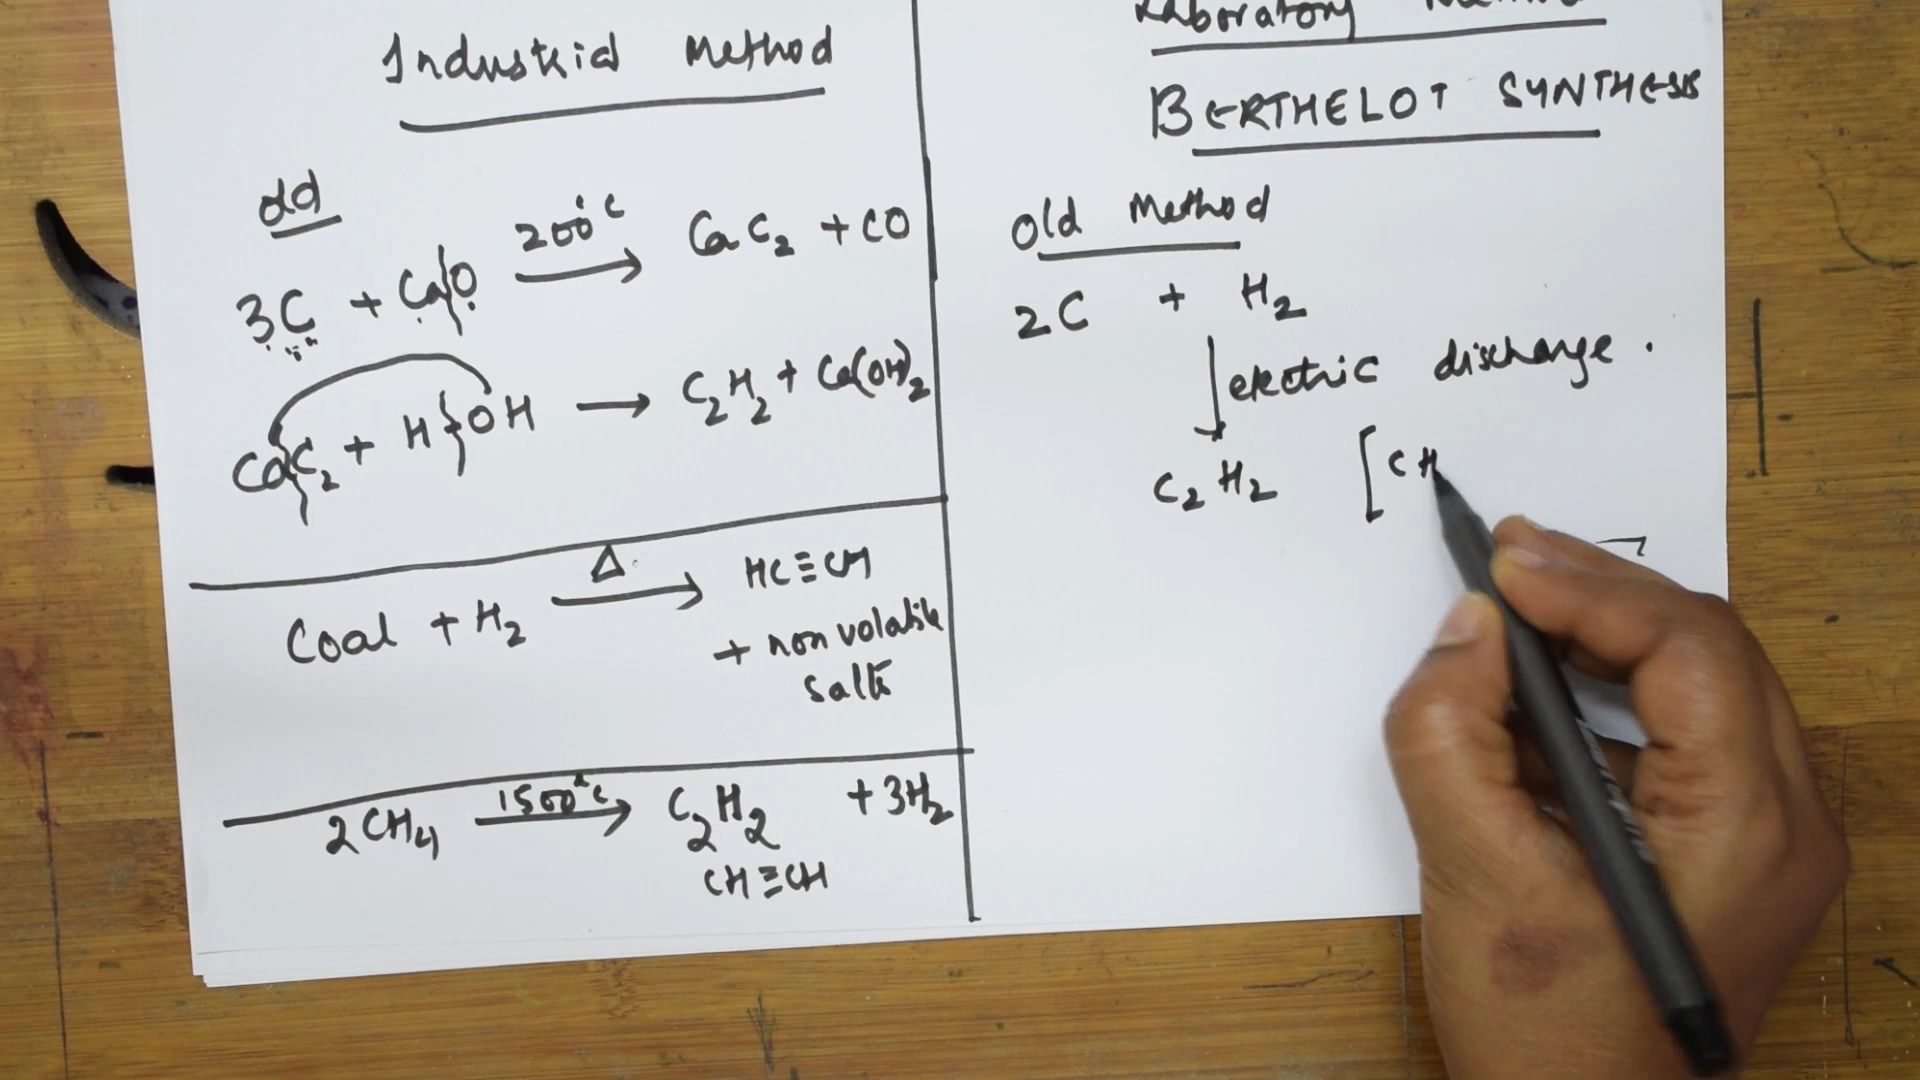 Industrial Method
old
3C + CaO 200°C → CaC₂ + CO
CaC₂ + HOH → C₂H₂ + Ca(OH)₂
Coal + H₂ Δ → HC≡CH
+ non volatile
salts
2CH₄ 1500°C → C₂H₂ + 3H₂
CH≡CH
Laboratory
BERTHELOT SYNTHESIS
Old Method
2C + H₂
↓ electric discharge.
C₂H₂ [CH